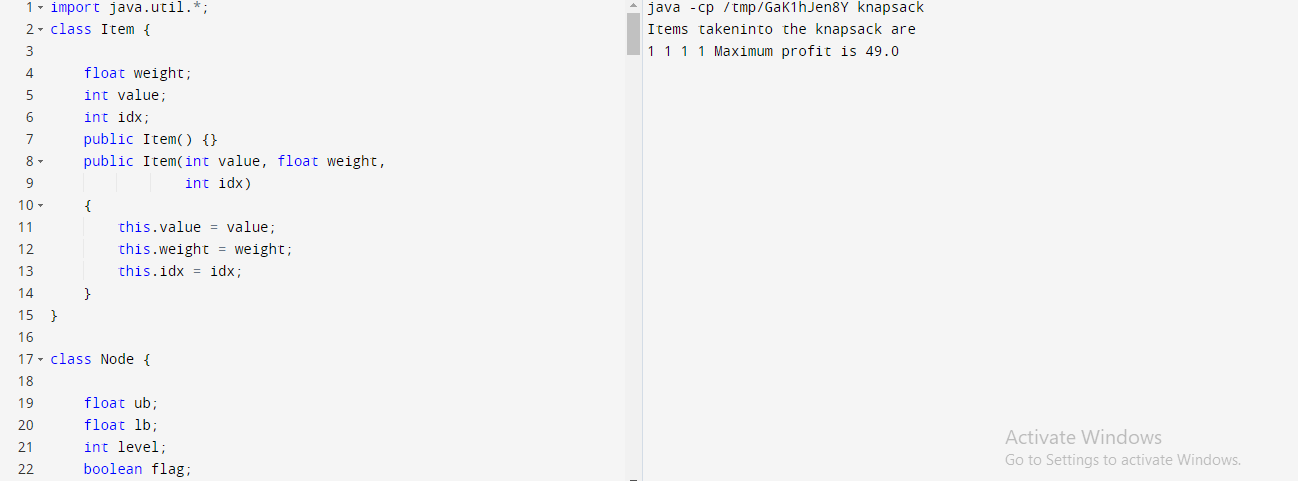 1 import java.util.*;
2 class Item {
3
4 float weight;
5 int value;
6 int idx;
7 public Item() {}
8 public Item(int value, float weight,
9 int idx)
10 {
11 this.value = value;
12 this.weight = weight;
13 this.idx = idx;
14 }
15 }
16
17 class Node {
18
19 float ub;
20 float lb;
21 int level;
22 boolean flag;
java -cp /tmp/GaK1hJen8Y knapsack
Items takeninto the knapsack are
1 1 1 1 Maximum profit is 49.0
Activate Windows
Go to Settings to activate Windows.